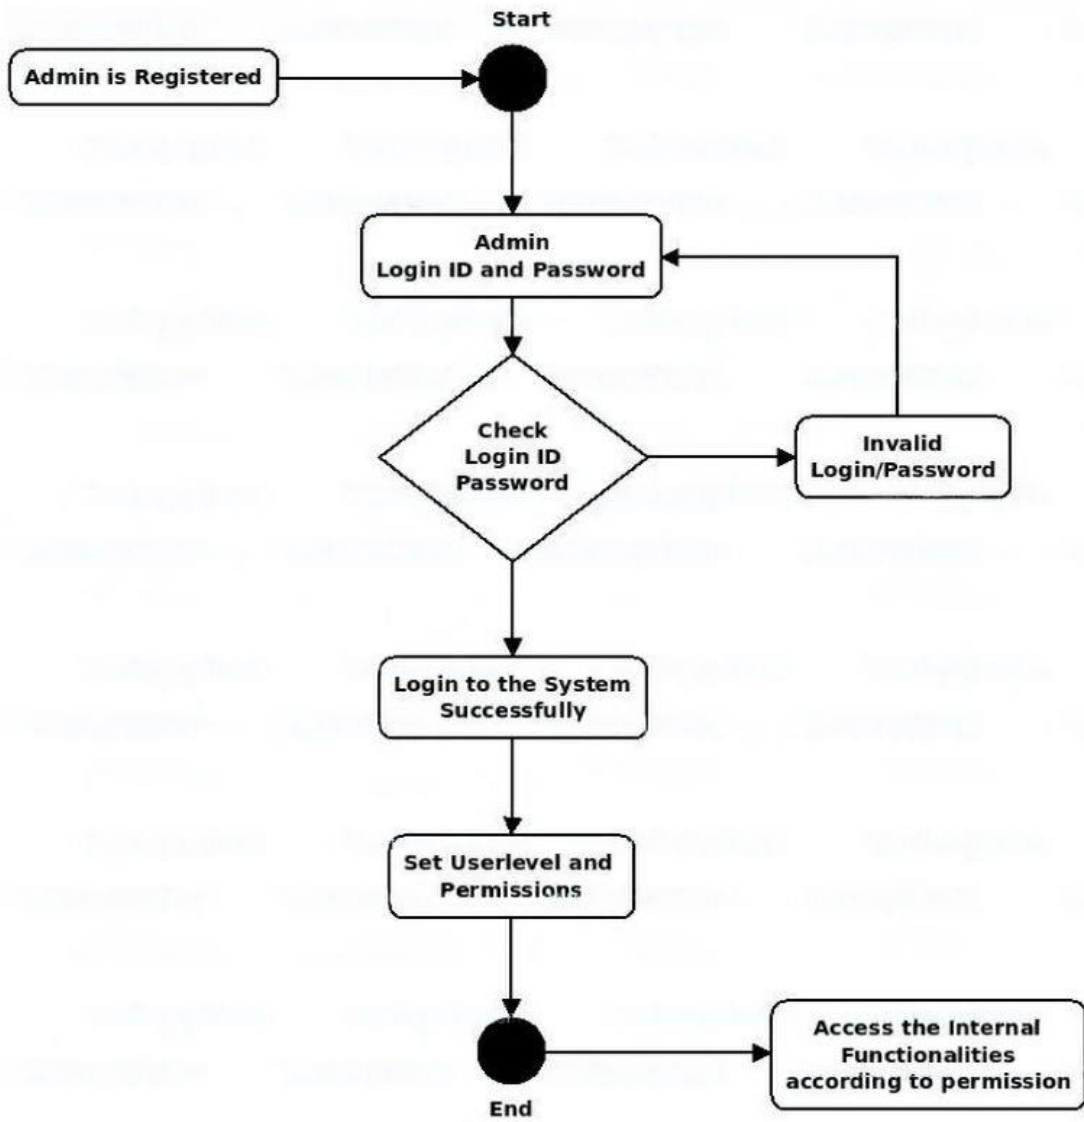 Start
Admin is Registered
Admin
Login ID and Password
Check
Login ID
Password
Invalid
Login/Password
Login to the System
Successfully
Set Userlevel and
Permissions
Access the Internal
Functionalities
according to permission
End